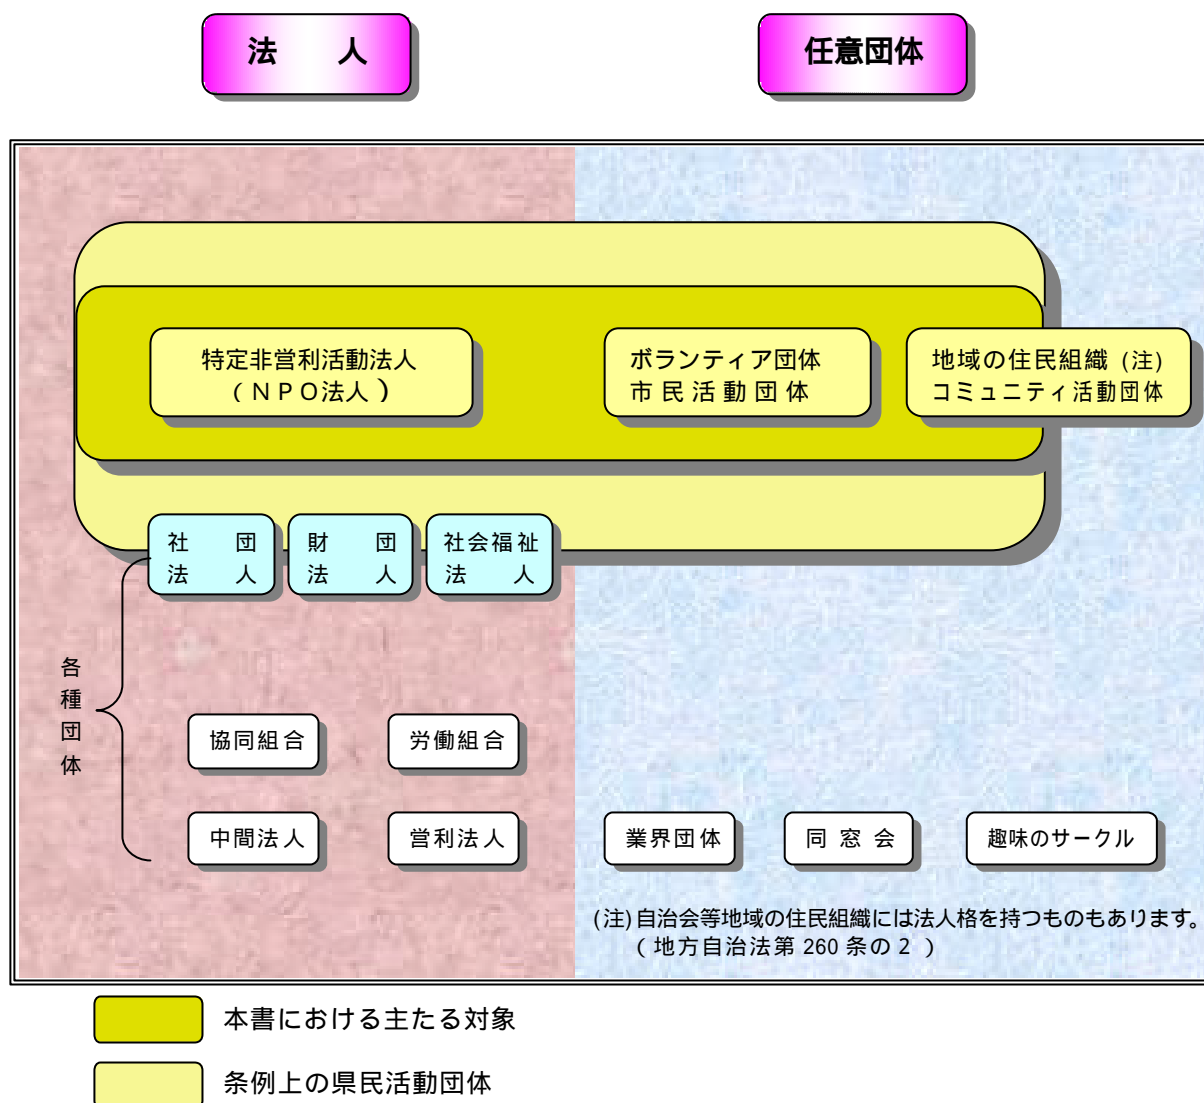 法　　人
任意団体
特定非営利活動法人
（ＮＰＯ法人）
ボランティア団体
市民活動団体
地域の住民組織 (注)
コミュニティ活動団体
社　　団
法　　人
財　　団
法　　人
社会福祉
法　　人
各種団体
協同組合
労働組合
中間法人
営利法人
業界団体
同 窓 会
趣味のサークル
(注)自治会等地域の住民組織には法人格を持つものもあります。
（地方自治法第 260 条の 2 ）
本書における主たる対象
条例上の県民活動団体